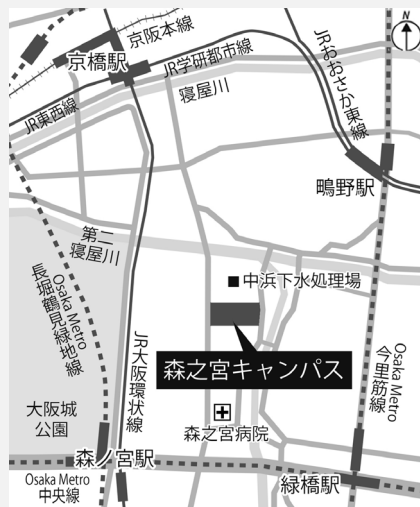 N
京阪本線
京橋駅
JR学研都市線
JRおおさか東線
寝屋川
JR東西線
鴫野駅
第二
寝屋川
中浜下水処理場
Osaka Metro
長堀鶴見緑地線
JR大阪環状線
Osaka Metro
今里筋線
森之宮キャンパス
大阪城
公園
森之宮病院
森ノ宮駅
Osaka Metro
中央線
緑橋駅